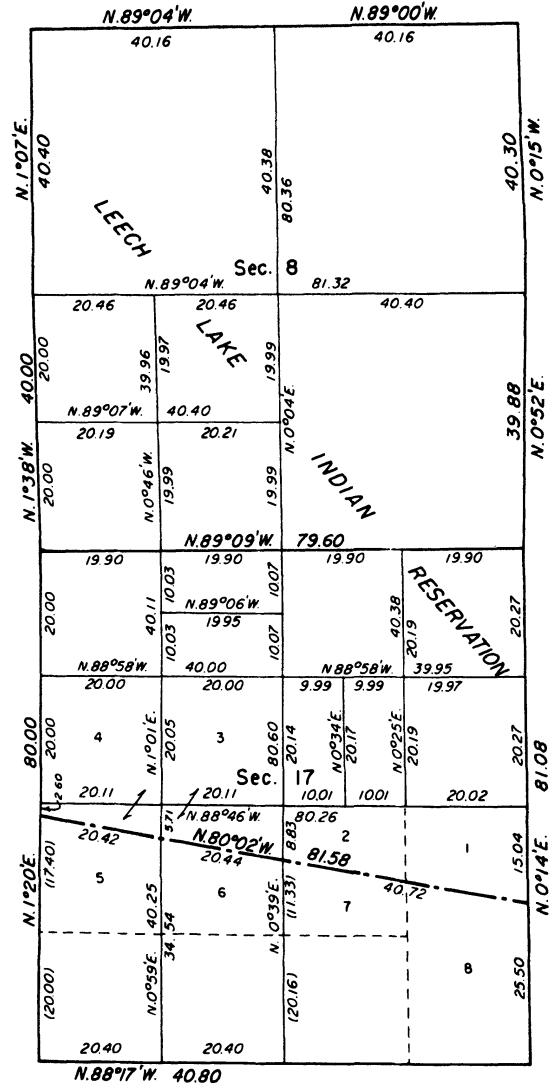 N.89°04'W. N.89°00'W.
40.16 40.16
N.1°07'E. 40.40 40.38 80.36 40.30 N.0°15'W.
LEECH
Sec. 8
N.89°04'W. 81.32
20.46 20.46 40.40
LAKE
40.00 20.00 39.96 19.97 19.99 39.88 N.0°52'E.
N.89°07'W. 40.40 N.0°04'E.
20.19 20.21
INDIAN
N.1°38'W. 20.00 N.0°46'W. 19.99 19.99
N.89°09'W. 79.60
19.90 19.90 19.90 19.90
RESERVATION
20.00 40.11 10.03 10.07 40.38 20.19 20.27
N.89°06'W.
19.95
10.03 10.07
N.88°58'W. 40.00 N.88°58'W. 39.95
20.00 20.00 9.99 9.99 19.97
80.00 20.00 4 N.1°01'E. 20.05 3 80.60 20.14 N.0°34'E. 20.17 N.0°25'E. 20.19 20.27 81.08
Sec. 17
2.60 20.11 20.11 10.01 10.01 20.02
N.88°46'W. 80.26
5.71 8.83 2 1 15.04
20.42 N.80°02'W. 81.58
20.44 40.72
N.1°20'E. (17.40) 5 40.25 6 N. 0°39'E. (11.33) 7 N.0°14'E.
34.54
(20.00) N.0°59'E. (20.16) 8 25.50
20.40 20.40
N.88°17'W. 40.80